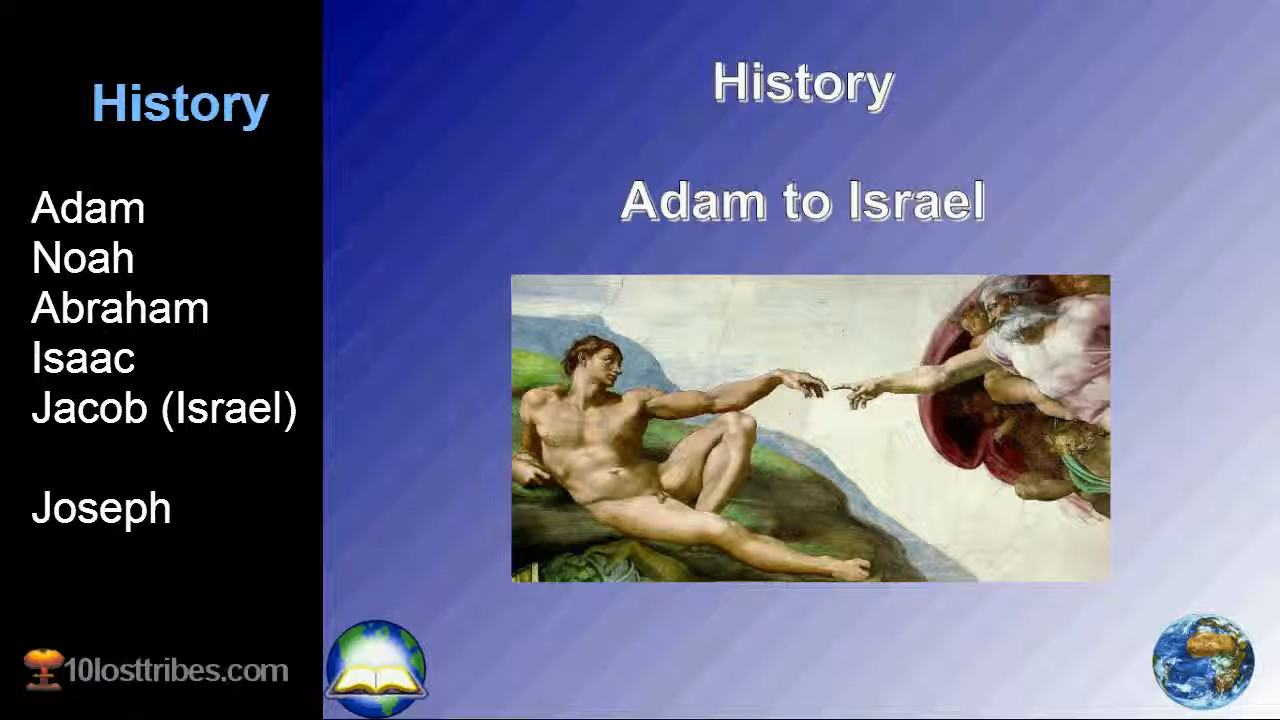 History
Adam
Noah
Abraham
Isaac
Jacob (Israel)
Joseph
10losttribes.com
History
Adam to Israel